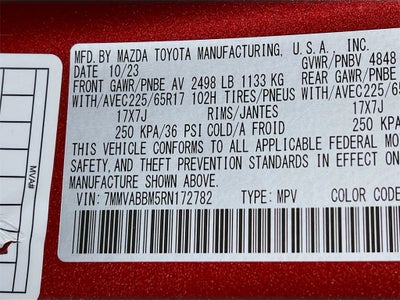 MFD. BY MAZDA TOYOTA MANUFACTURING, U.S.A., INC.
DATE 10/23 GVWR/PNBV 4848
FRONT GAWR/PNBE AV 2498 LB 1133 KG REAR GAWR/PNBE
WITH/AVEC225/65R17 102H TIRES/PNEUS WITH/AVEC225/
17X7J RIMS/JANTES 17X7J
250 KPA/36 PSI COLD/A FROID 250 K
THIS VEHICLE CONFORMS TO ALL APPLICABLE FEDERAL MO
SAFETY, AND THEFT PREVENTION STANDARDS IN EFFECT ON
MANUFACTURE SHOWN ABOVE.
VIN: 7MMVABBM5RN172782 TYPE: MPV COLOR CODE
MVAB